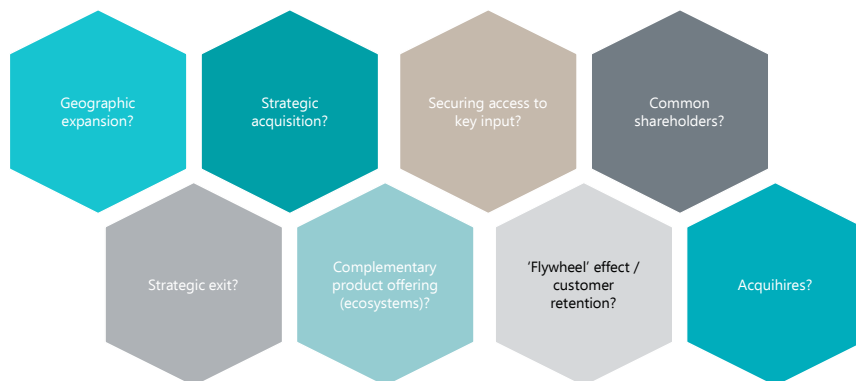 Geographic
expansion?
Strategic
acquisition?
Securing access to
key input?
Common
shareholders?
Strategic exit?
Complementary
product offering
(ecosystems)?
‘Flywheel’ effect /
customer
retention?
Acquihires?